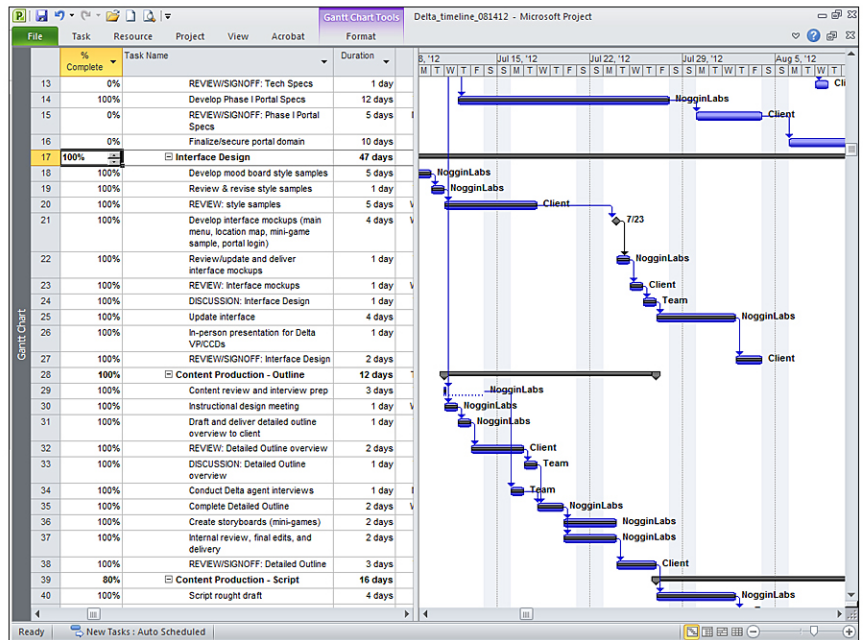 Gantt Chart Tools
Delta_timeline_081412 - Microsoft Project
File Task Resource Project View Acrobat Format
% Complete Task Name Duration
8, '12 Jul 15, '12 Jul 22, '12 Jul 29, '12 Aug 5, '12
M T W T F S S M T W T F S S M T W T F S S M T W T F S S M T W T
13 0% REVIEW/SIGNOFF: Tech Specs 1 day Cli
14 100% Develop Phase I Portal Specs 12 days NogginLabs
15 0% REVIEW/SIGNOFF: Phase I Portal 5 days Client
Specs
16 0% Finalize/secure portal domain 10 days
17 100% Interface Design 47 days
18 100% Develop mood board style samples 5 days NogginLabs
19 100% Review & revise style samples 1 day NogginLabs
20 100% REVIEW: style samples 5 days Client
21 100% Develop interface mockups (main 4 days 7/23
menu, location map, mini-game
sample, portal login)
22 100% Review/update and deliver 1 day NogginLabs
interface mockups
23 100% REVIEW: Interface mockups 1 day Client
24 100% DISCUSSION: Interface Design 1 day Team
25 100% Update interface 4 days NogginLabs
26 100% In-person presentation for Delta 1 day
VP/CCDs
27 100% REVIEW/SIGNOFF: Interface Design 2 days Client
28 100% Content Production - Outline 12 days
29 100% Content review and interview prep 3 days NogginLabs
30 100% Instructional design meeting 1 day NogginLabs
31 100% Draft and deliver detailed outline 1 day NogginLabs
overview to client
32 100% REVIEW: Detailed Outline overview 2 days Client
33 100% DISCUSSION: Detailed Outline 1 day Team
overview
34 100% Conduct Delta agent interviews 1 day Team
35 100% Complete Detailed Outline 2 days NogginLabs
36 100% Create storyboards (mini-games) 2 days NogginLabs
37 100% Internal review, final edits, and 2 days NogginLabs
delivery
38 100% REVIEW/SIGNOFF: Detailed Outline 3 days Client
39 80% Content Production - Script 16 days
40 100% Script rought draft 4 days NogginLabs
Gantt Chart
Ready New Tasks : Auto Scheduled